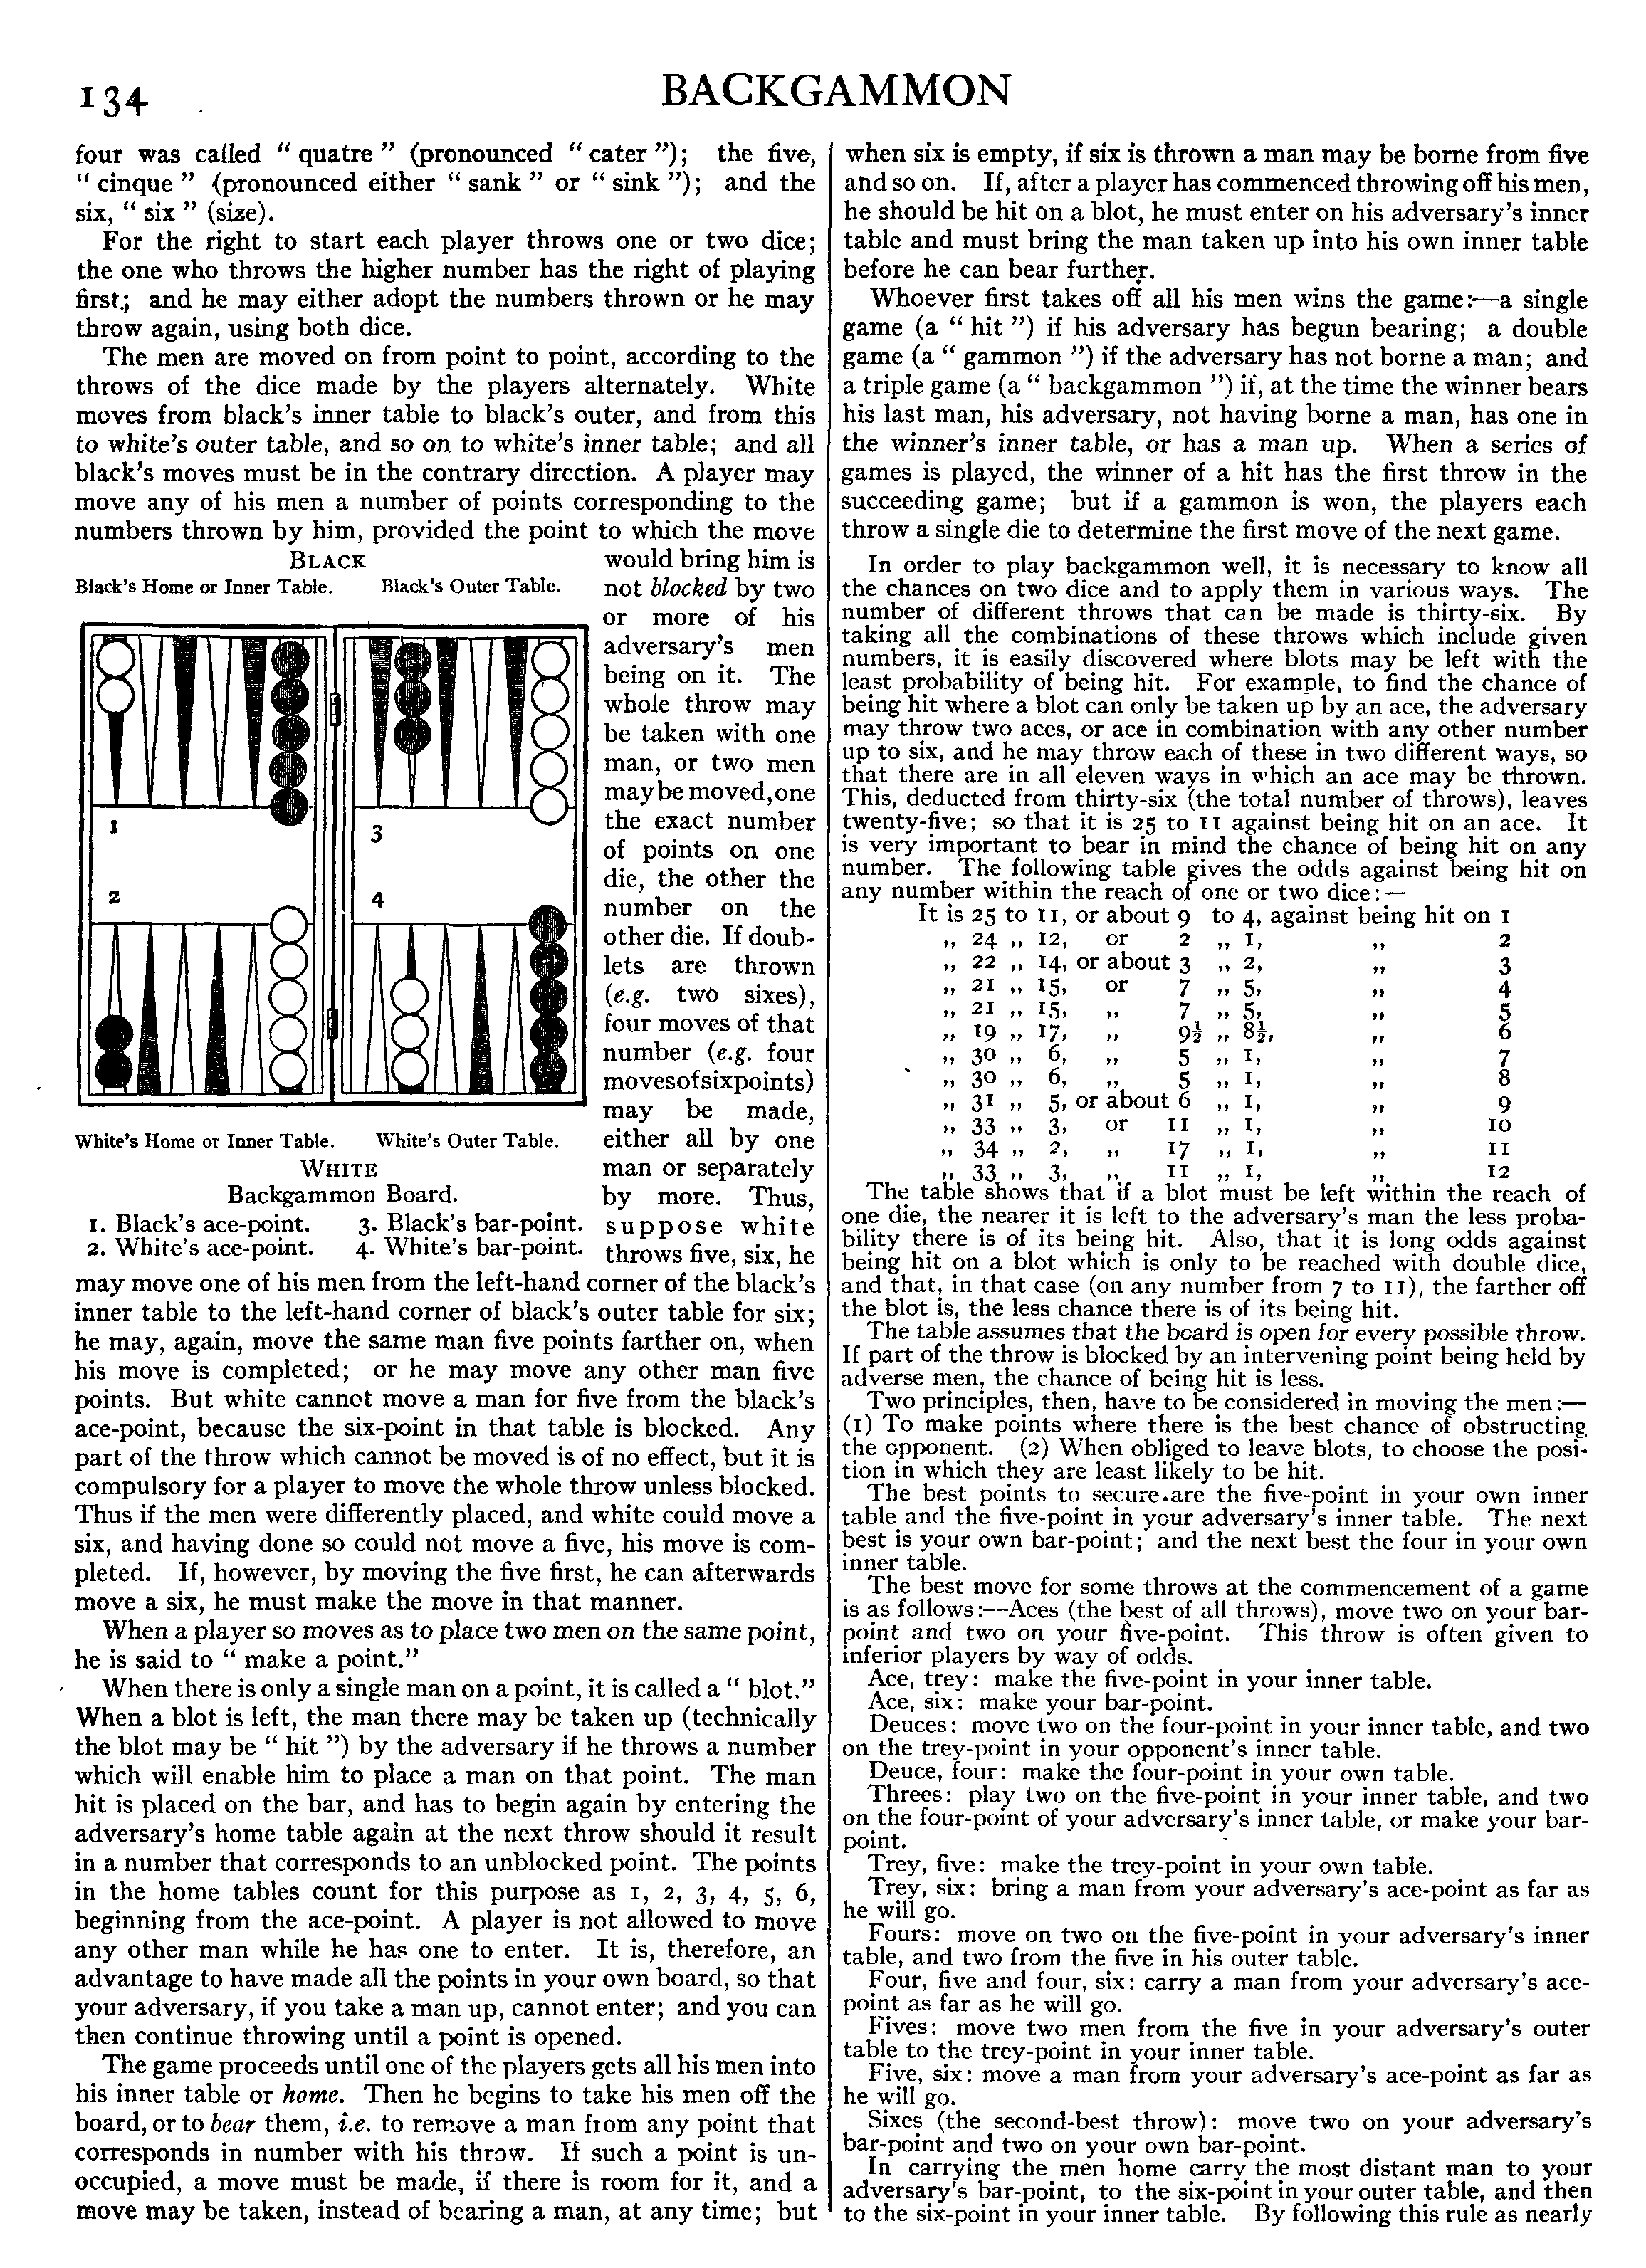 134
BACKGAMMON
four was called “ quatre ” (pronounced “ cater ”); the five,
“ cinque ” (pronounced either “ sank ” or “ sink ”); and the
six, “ six ” (size).
For the right to start each player throws one or two dice;
the one who throws the higher number has the right of playing
first; and he may either adopt the numbers thrown or he may
throw again, using both dice.
The men are moved on from point to point, according to the
throws of the dice made by the players alternately. White
moves from black's inner table to black's outer, and from this
to white's outer table, and so on to white's inner table; and all
black's moves must be in the contrary direction. A player may
move any of his men a number of points corresponding to the
numbers thrown by him, provided the point to which the move
BLACK
Black's Home or Inner Table. Black's Outer Table.
1
3
2
4
White's Home or Inner Table. White's Outer Table.
WHITE
Backgammon Board.
1. Black's ace-point. 3. Black's bar-point.
2. White's ace-point. 4. White's bar-point.
would bring him is
not blocked by two
or more of his
adversary's men
being on it. The
whole throw may
be taken with one
man, or two men
may be moved, one
the exact number
of points on one
die, the other the
number on the
other die. If doub-
lets are thrown
(e.g. two sixes),
four moves of that
number (e.g. four
moves of six points)
may be made,
either all by one
man or separately
by more. Thus,
suppose white
throws five, six, he
may move one of his men from the left-hand corner of the black's
inner table to the left-hand corner of black's outer table for six;
he may, again, move the same man five points farther on, when
his move is completed; or he may move any other man five
points. But white cannot move a man for five from the black's
ace-point, because the six-point in that table is blocked. Any
part of the throw which cannot be moved is of no effect, but it is
compulsory for a player to move the whole throw unless blocked.
Thus if the men were differently placed, and white could move a
six, and having done so could not move a five, his move is com-
pleted. If, however, by moving the five first, he can afterwards
move a six, he must make the move in that manner.
When a player so moves as to place two men on the same point,
he is said to “ make a point.”
When there is only a single man on a point, it is called a “ blot.”
When a blot is left, the man there may be taken up (technically
the blot may be “ hit ”) by the adversary if he throws a number
which will enable him to place a man on that point. The man
hit is placed on the bar, and has to begin again by entering the
adversary's home table again at the next throw should it result
in a number that corresponds to an unblocked point. The points
in the home tables count for this purpose as 1, 2, 3, 4, 5, 6,
beginning from the ace-point. A player is not allowed to move
any other man while he has one to enter. It is, therefore, an
advantage to have made all the points in your own board, so that
your adversary, if you take a man up, cannot enter; and you can
then continue throwing until a point is opened.
The game proceeds until one of the players gets all his men into
his inner table or home. Then he begins to take his men off the
board, or to bear them, i.e. to remove a man from any point that
corresponds in number with his throw. If such a point is un-
occupied, a move must be made, if there is room for it, and a
move may be taken, instead of bearing a man, at any time; but
when six is empty, if six is thrown a man may be borne from five
and so on. If, after a player has commenced throwing off his men,
he should be hit on a blot, he must enter on his adversary's inner
table and must bring the man taken up into his own inner table
before he can bear further.
Whoever first takes off all his men wins the game:—a single
game (a “ hit ”) if his adversary has begun bearing; a double
game (a “ gammon ”) if the adversary has not borne a man; and
a triple game (a “ backgammon ”) if, at the time the winner bears
his last man, his adversary, not having borne a man, has one in
the winner's inner table, or has a man up. When a series of
games is played, the winner of a hit has the first throw in the
succeeding game; but if a gammon is won, the players each
throw a single die to determine the first move of the next game.
In order to play backgammon well, it is necessary to know all
the chances on two dice and to apply them in various ways. The
number of different throws that can be made is thirty-six. By
taking all the combinations of these throws which include given
numbers, it is easily discovered where blots may be left with the
least probability of being hit. For example, to find the chance of
being hit where a blot can only be taken up by an ace, the adversary
may throw two aces, or ace in combination with any other number
up to six, and he may throw each of these in two different ways, so
that there are in all eleven ways in which an ace may be thrown.
This, deducted from thirty-six (the total number of throws), leaves
twenty-five; so that it is 25 to 11 against being hit on an ace. It
is very important to bear in mind the chance of being hit on any
number. The following table gives the odds against being hit on
any number within the reach of one or two dice:—
It is 25 to 11, or about 9 to 4, against being hit on 1
„ 24 „ 12, or 2 „ 1, „ 2
„ 22 „ 14, or about 3 „ 2, „ 3
„ 21 „ 15, or 7 „ 5, „ 4
„ 21 „ 15, „ 7 „ 5, „ 5
„ 19 „ 17, „ 9½ „ 8½, „ 6
„ 30 „ 6, „ 5 „ 1, „ 7
„ 30 „ 6, „ 5 „ 1, „ 8
„ 31 „ 5, or about 6 „ 1, „ 9
„ 33 „ 3, or 11 „ 1, „ 10
„ 34 „ 2, „ 17 „ 1, „ 11
„ 33 „ 3, „ 11 „ 1, „ 12
The table shows that if a blot must be left within the reach of
one die, the nearer it is left to the adversary's man the less proba-
bility there is of its being hit. Also, that it is long odds against
being hit on a blot which is only to be reached with double dice,
and that, in that case (on any number from 7 to 11), the farther off
the blot is, the less chance there is of its being hit.
The table assumes that the board is open for every possible throw.
If part of the throw is blocked by an intervening point being held by
adverse men, the chance of being hit is less.
Two principles, then, have to be considered in moving the men:—
(1) To make points where there is the best chance of obstructing
the opponent. (2) When obliged to leave blots, to choose the posi-
tion in which they are least likely to be hit.
The best points to secure are the five-point in your own inner
table and the five-point in your adversary's inner table. The next
best is your own bar-point; and the next best the four in your own
inner table.
The best move for some throws at the commencement of a game
is as follows:—Aces (the best of all throws), move two on your bar-
point and two on your five-point. This throw is often given to
inferior players by way of odds.
Ace, trey: make the five-point in your inner table.
Ace, six: make your bar-point.
Deuces: move two on the four-point in your inner table, and two
on the trey-point in your opponent's inner table.
Deuce, four: make the four-point in your own table.
Threes: play two on the five-point in your inner table, and two
on the four-point of your adversary's inner table, or make your bar-
point.
Trey, five: make the trey-point in your own table.
Trey, six: bring a man from your adversary's ace-point as far as
he will go.
Fours: move on two on the five-point in your adversary's inner
table, and two from the five in his outer table.
Four, five and four, six: carry a man from your adversary's ace-
point as far as he will go.
Fives: move two men from the five in your adversary's outer
table to the trey-point in your inner table.
Five, six: move a man from your adversary's ace-point as far as
he will go.
Sixes (the second-best throw): move two on your adversary's
bar-point and two on your own bar-point.
In carrying the men home carry the most distant man to your
adversary's bar-point, to the six-point in your outer table, and then
to the six-point in your inner table. By following this rule as nearly